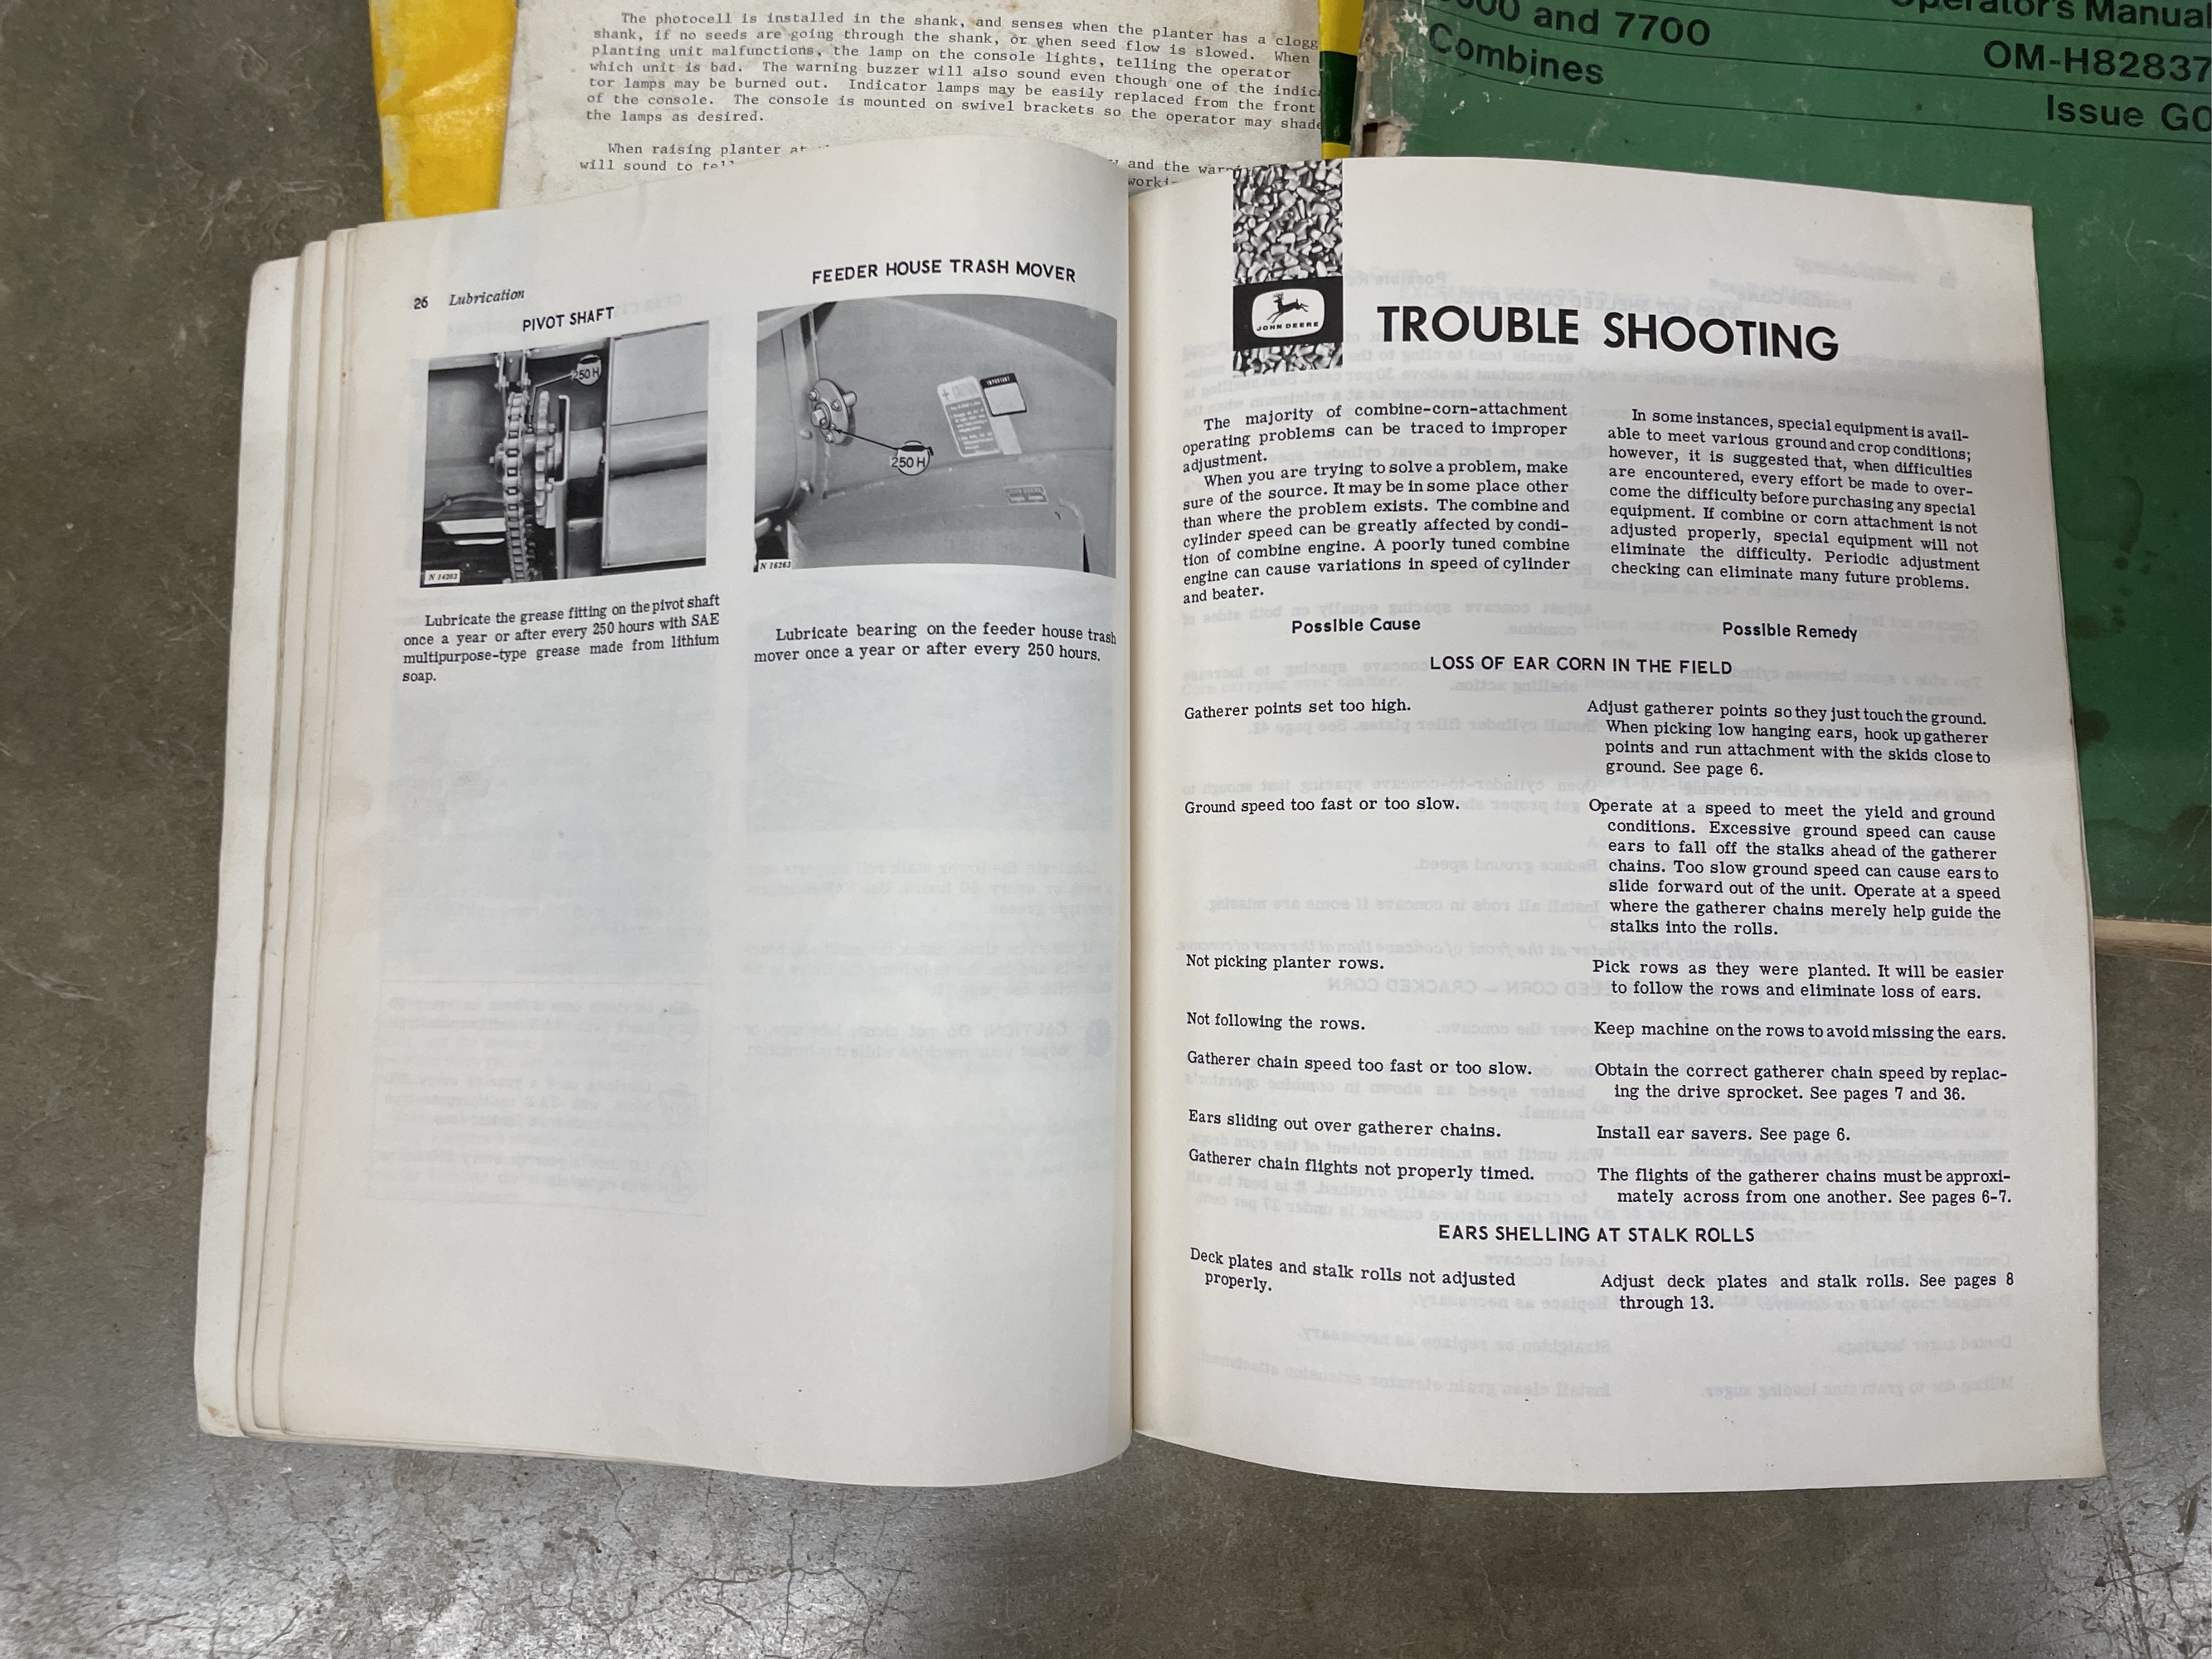 The photocell is installed in the shank, and senses when the planter has a
shank, if no seeds are going through the shank, or when seed flow is slowed. When
planting unit malfunctions, the lamp on the console lights, telling the operator
which unit is bad. The warning buzzer will also sound even though one of the
tor lamps may be burned out. Indicator lamps may be easily replaced from the front
of the console. The console is mounted on swivel brackets so the operator may
the lamps as desired.
When raising planter
will sound to
and the
and 7700
Combines
Operator's Manual
OM-H82837
Issue
26 Lubrication
PIVOT SHAFT
250 H
N 14263
Lubricate the grease fitting on the pivot shaft
once a year or after every 250 hours with SAE
multipurpose-type grease made from lithium
soap.
FEEDER HOUSE TRASH MOVER
IMPORTANT
250 H
N 16263
Lubricate bearing on the feeder house trash
mover once a year or after every 250 hours.
JOHN DEERE
TROUBLE SHOOTING
The majority of combine-corn-attachment
operating problems can be traced to improper
adjustment.
When you are trying to solve a problem, make
sure of the source. It may be in some place other
than where the problem exists. The combine and
cylinder speed can be greatly affected by condi-
tion of combine engine. A poorly tuned combine
engine can cause variations in speed of cylinder
and beater.
In some instances, special equipment is avail-
able to meet various ground and crop conditions;
however, it is suggested that, when difficulties
are encountered, every effort be made to over-
come the difficulty before purchasing any special
equipment. If combine or corn attachment is not
adjusted properly, special equipment will not
eliminate the difficulty. Periodic adjustment
checking can eliminate many future problems.
Possible Cause
Possible Remedy
LOSS OF EAR CORN IN THE FIELD
Gatherer points set too high.
Adjust gatherer points so they just touch the ground.
When picking low hanging ears, hook up gatherer
points and run attachment with the skids close to
ground. See page 6.
Ground speed too fast or too slow.
Operate at a speed to meet the yield and ground
conditions. Excessive ground speed can cause
ears to fall off the stalks ahead of the gatherer
chains. Too slow ground speed can cause ears to
slide forward out of the unit. Operate at a speed
where the gatherer chains merely help guide the
stalks into the rolls.
Not picking planter rows.
Pick rows as they were planted. It will be easier
to follow the rows and eliminate loss of ears.
Not following the rows.
Keep machine on the rows to avoid missing the ears.
Gatherer chain speed too fast or too slow.
Obtain the correct gatherer chain speed by replac-
ing the drive sprocket. See pages 7 and 36.
Ears sliding out over gatherer chains.
Install ear savers. See page 6.
Gatherer chain flights not properly timed.
The flights of the gatherer chains must be approxi-
mately across from one another. See pages 6-7.
EARS SHELLING AT STALK ROLLS
Deck plates and stalk rolls not adjusted
properly.
Adjust deck plates and stalk rolls. See pages 8
through 13.